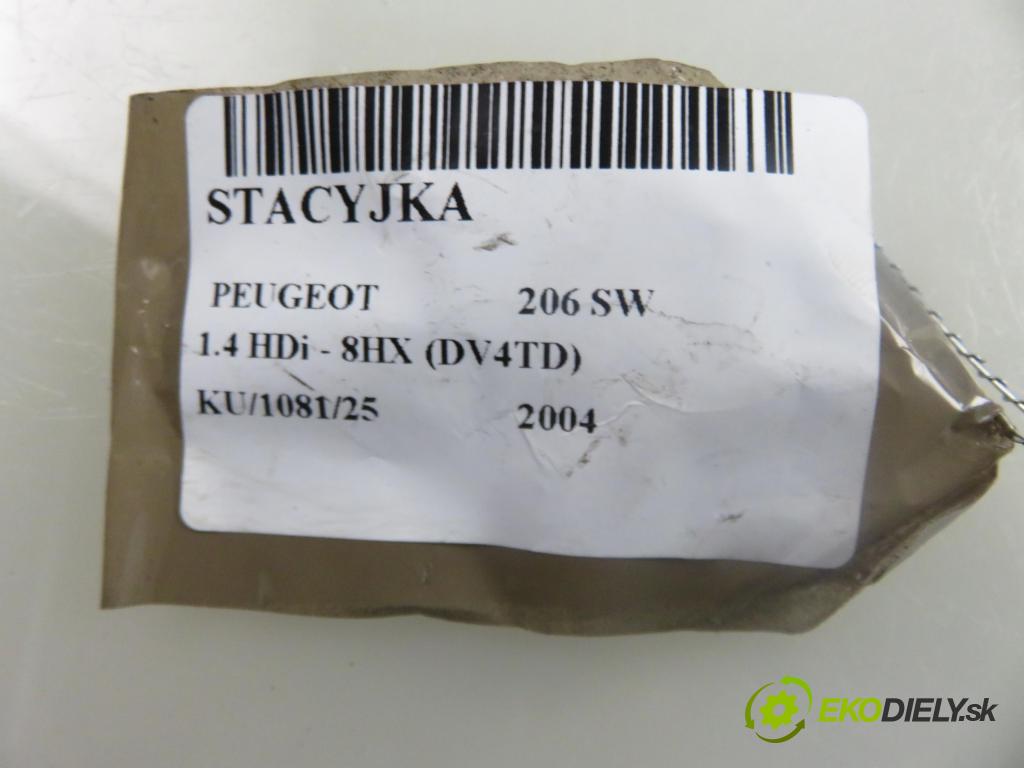 STACYJKA
PEUGEOT 206 SW
1.4 HDi - 8HX (DV4TD)
KU/1081/25 2004
EKODIELY.sk